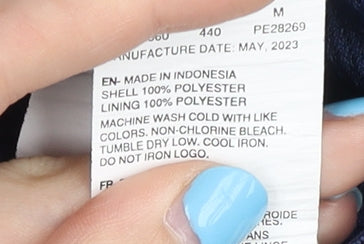 M
440 PE28269
MANUFACTURE DATE: MAY, 2023
EN- MADE IN INDONESIA
SHELL 100% POLYESTER
LINING 100% POLYESTER
MACHINE WASH COLD WITH LIKE
COLORS. NON-CHLORINE BLEACH.
TUMBLE DRY LOW. COOL IRON.
DO NOT IRON LOGO.